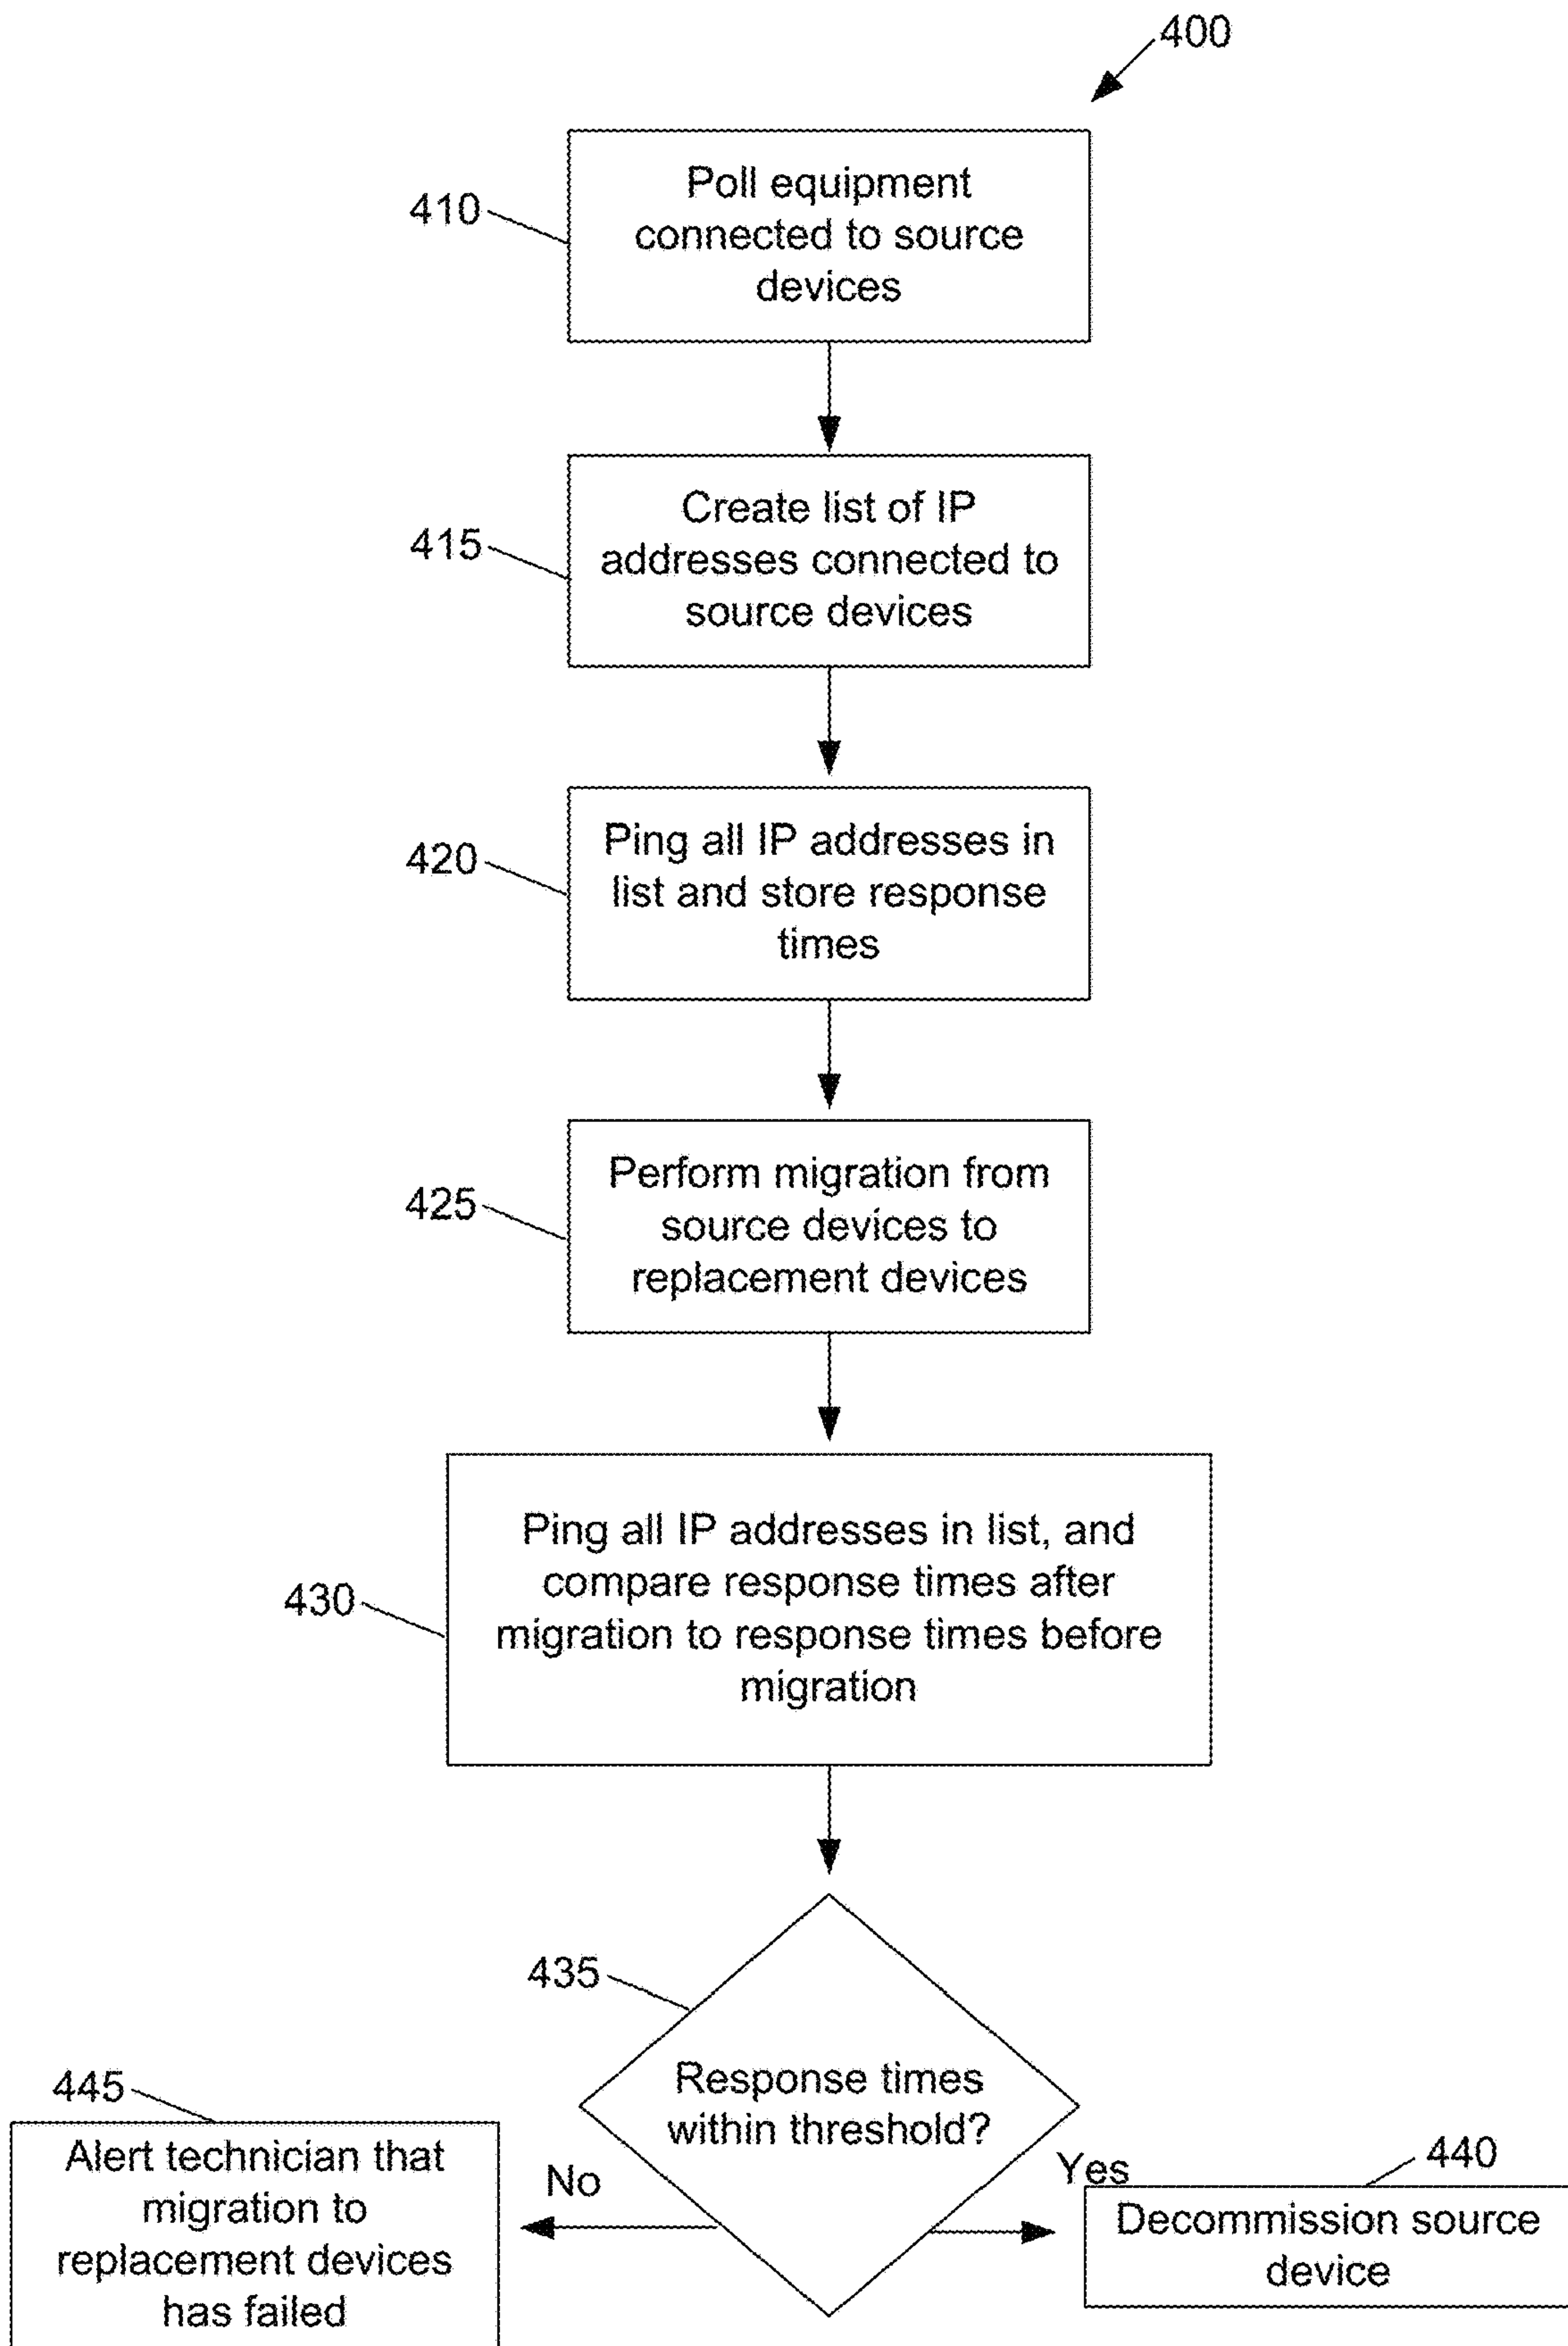 400
410
Poll equipment
connected to source
devices
415
Create list of IP
addresses connected to
source devices
420
Ping all IP addresses in
list and store response
times
425
Perform migration from
source devices to
replacement devices
430
Ping all IP addresses in list, and
compare response times after
migration to response times before
migration
435
Response times
within threshold?
445
No
Alert technician that
migration to
replacement devices
has failed
Yes
440
Decommission source
device